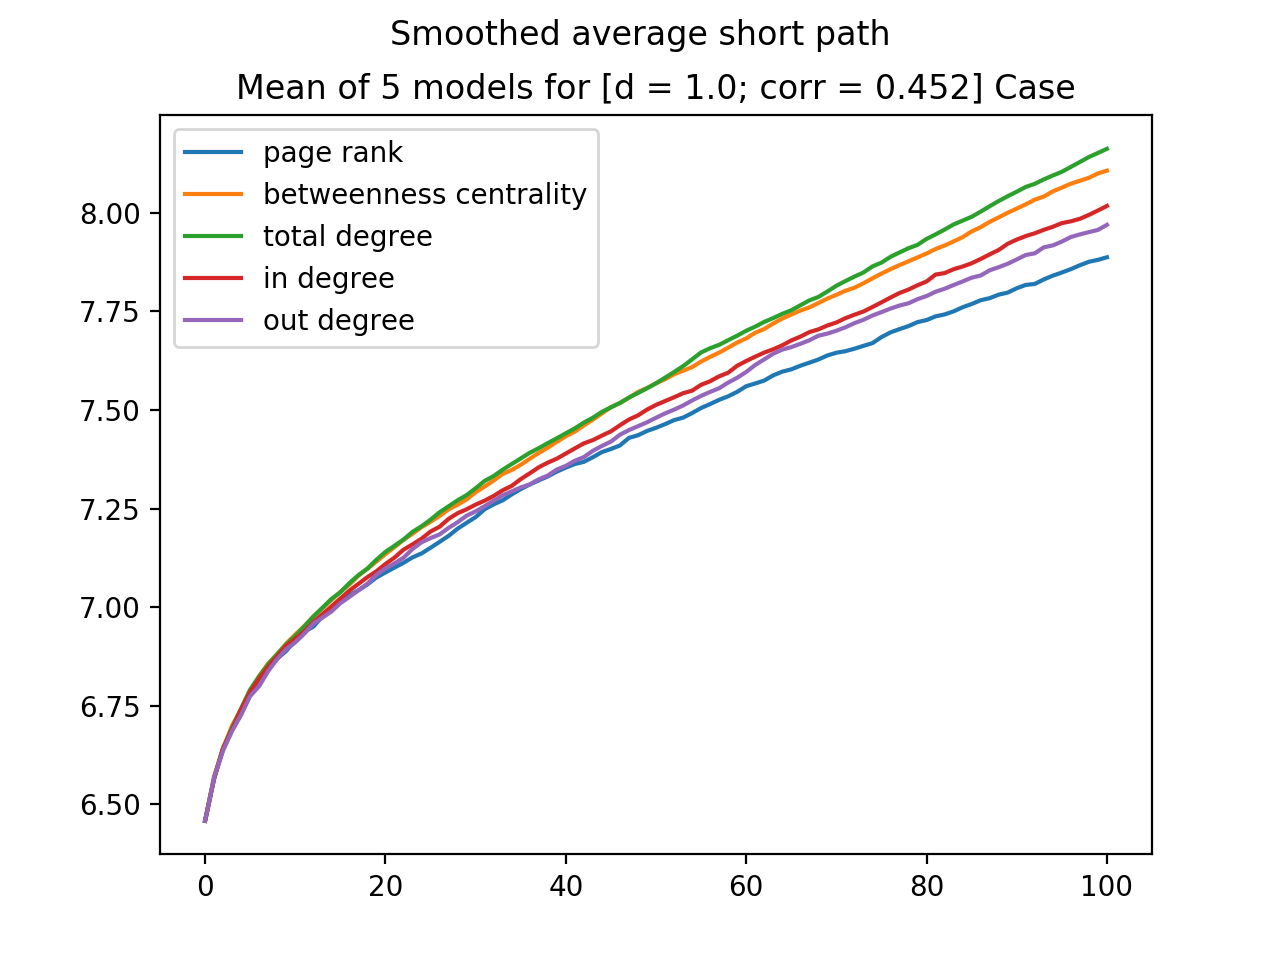 Smoothed average short path
Mean of 5 models for [d = 1.0; corr = 0.452] Case
page rank
betweenness centrality
total degree
in degree
out degree
8.00
7.75
7.50
7.25
7.00
6.75
6.50
0 20 40 60 80 100